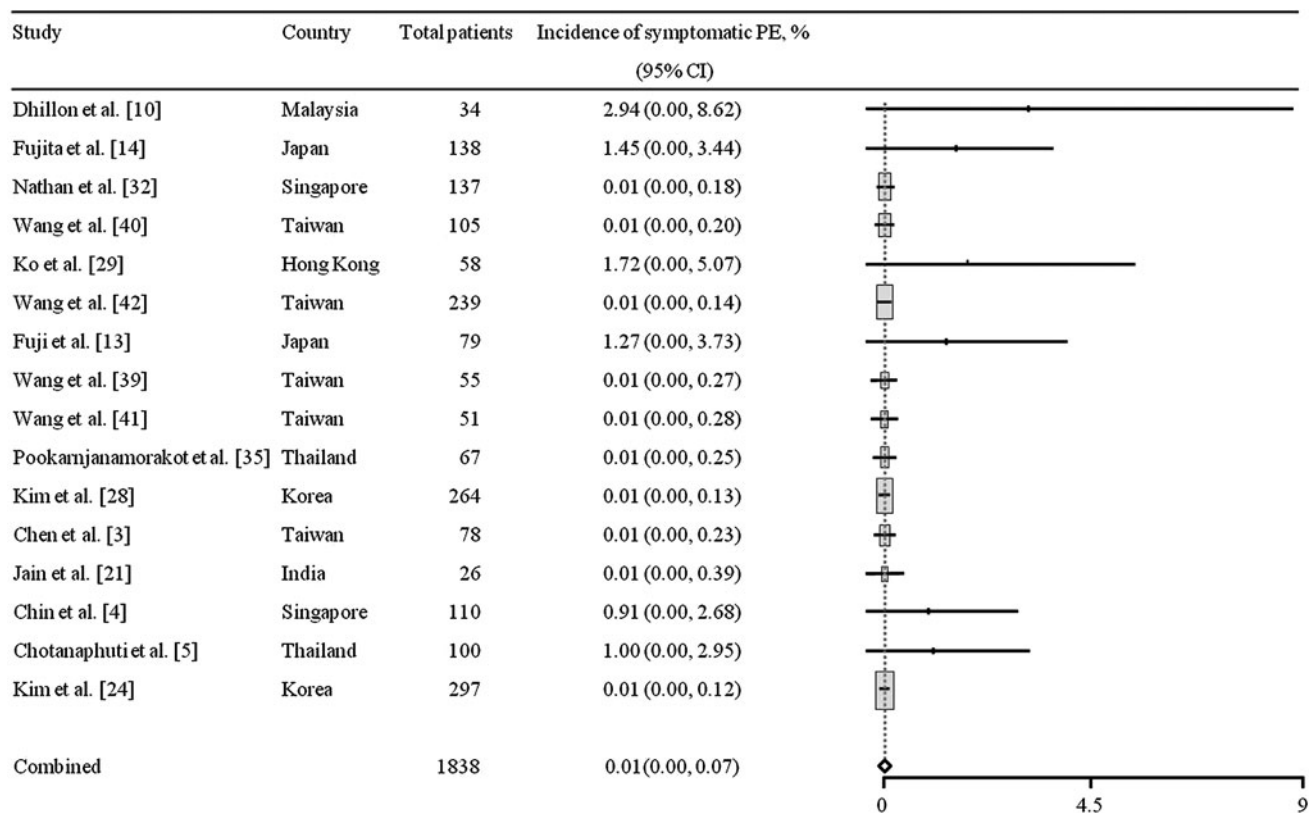 Study Country Total patients Incidence of symptomatic PE, %
(95% CI)
Dhillon et al. [10] Malaysia 34 2.94 (0.00, 8.62)
Fujita et al. [14] Japan 138 1.45 (0.00, 3.44)
Nathan et al. [32] Singapore 137 0.01 (0.00, 0.18)
Wang et al. [40] Taiwan 105 0.01 (0.00, 0.20)
Ko et al. [29] Hong Kong 58 1.72 (0.00, 5.07)
Wang et al. [42] Taiwan 239 0.01 (0.00, 0.14)
Fuji et al. [13] Japan 79 1.27 (0.00, 3.73)
Wang et al. [39] Taiwan 55 0.01 (0.00, 0.27)
Wang et al. [41] Taiwan 51 0.01 (0.00, 0.28)
Pookarnjanamorakot et al. [35] Thailand 67 0.01 (0.00, 0.25)
Kim et al. [28] Korea 264 0.01 (0.00, 0.13)
Chen et al. [3] Taiwan 78 0.01 (0.00, 0.23)
Jain et al. [21] India 26 0.01 (0.00, 0.39)
Chin et al. [4] Singapore 110 0.91 (0.00, 2.68)
Chotanaphuti et al. [5] Thailand 100 1.00 (0.00, 2.95)
Kim et al. [24] Korea 297 0.01 (0.00, 0.12)
Combined 1838 0.01(0.00, 0.07)
0 4.5 9